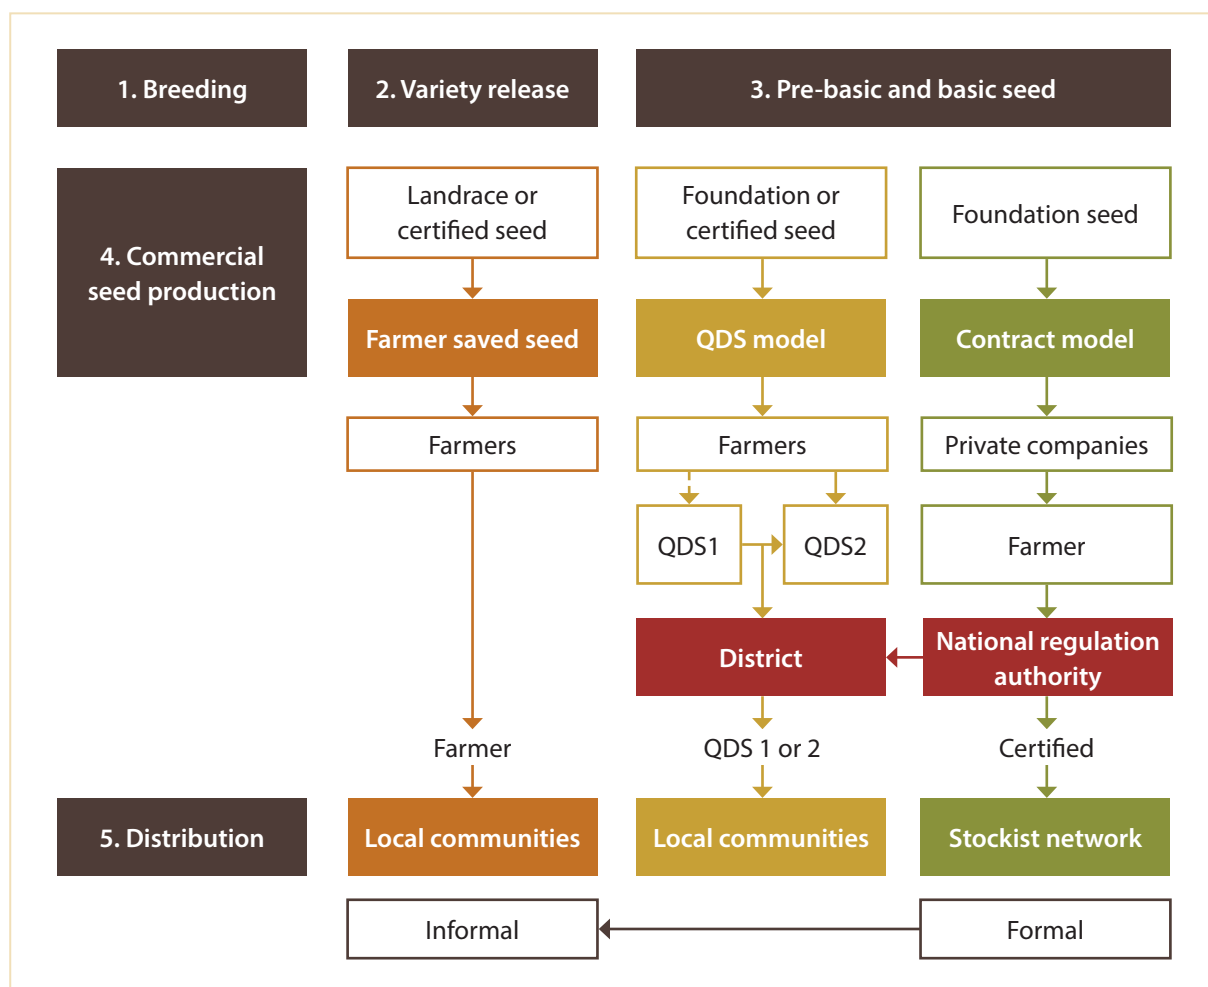 1. Breeding
2. Variety release
3. Pre-basic and basic seed
4. Commercial
seed production
Landrace or
certified seed
Foundation or
certified seed
Foundation seed
Farmer saved seed
QDS model
Contract model
Farmers
Farmers
Private companies
QDS1
QDS2
Farmer
District
National regulation
authority
Farmer
QDS 1 or 2
Certified
5. Distribution
Local communities
Local communities
Stockist network
Informal
Formal